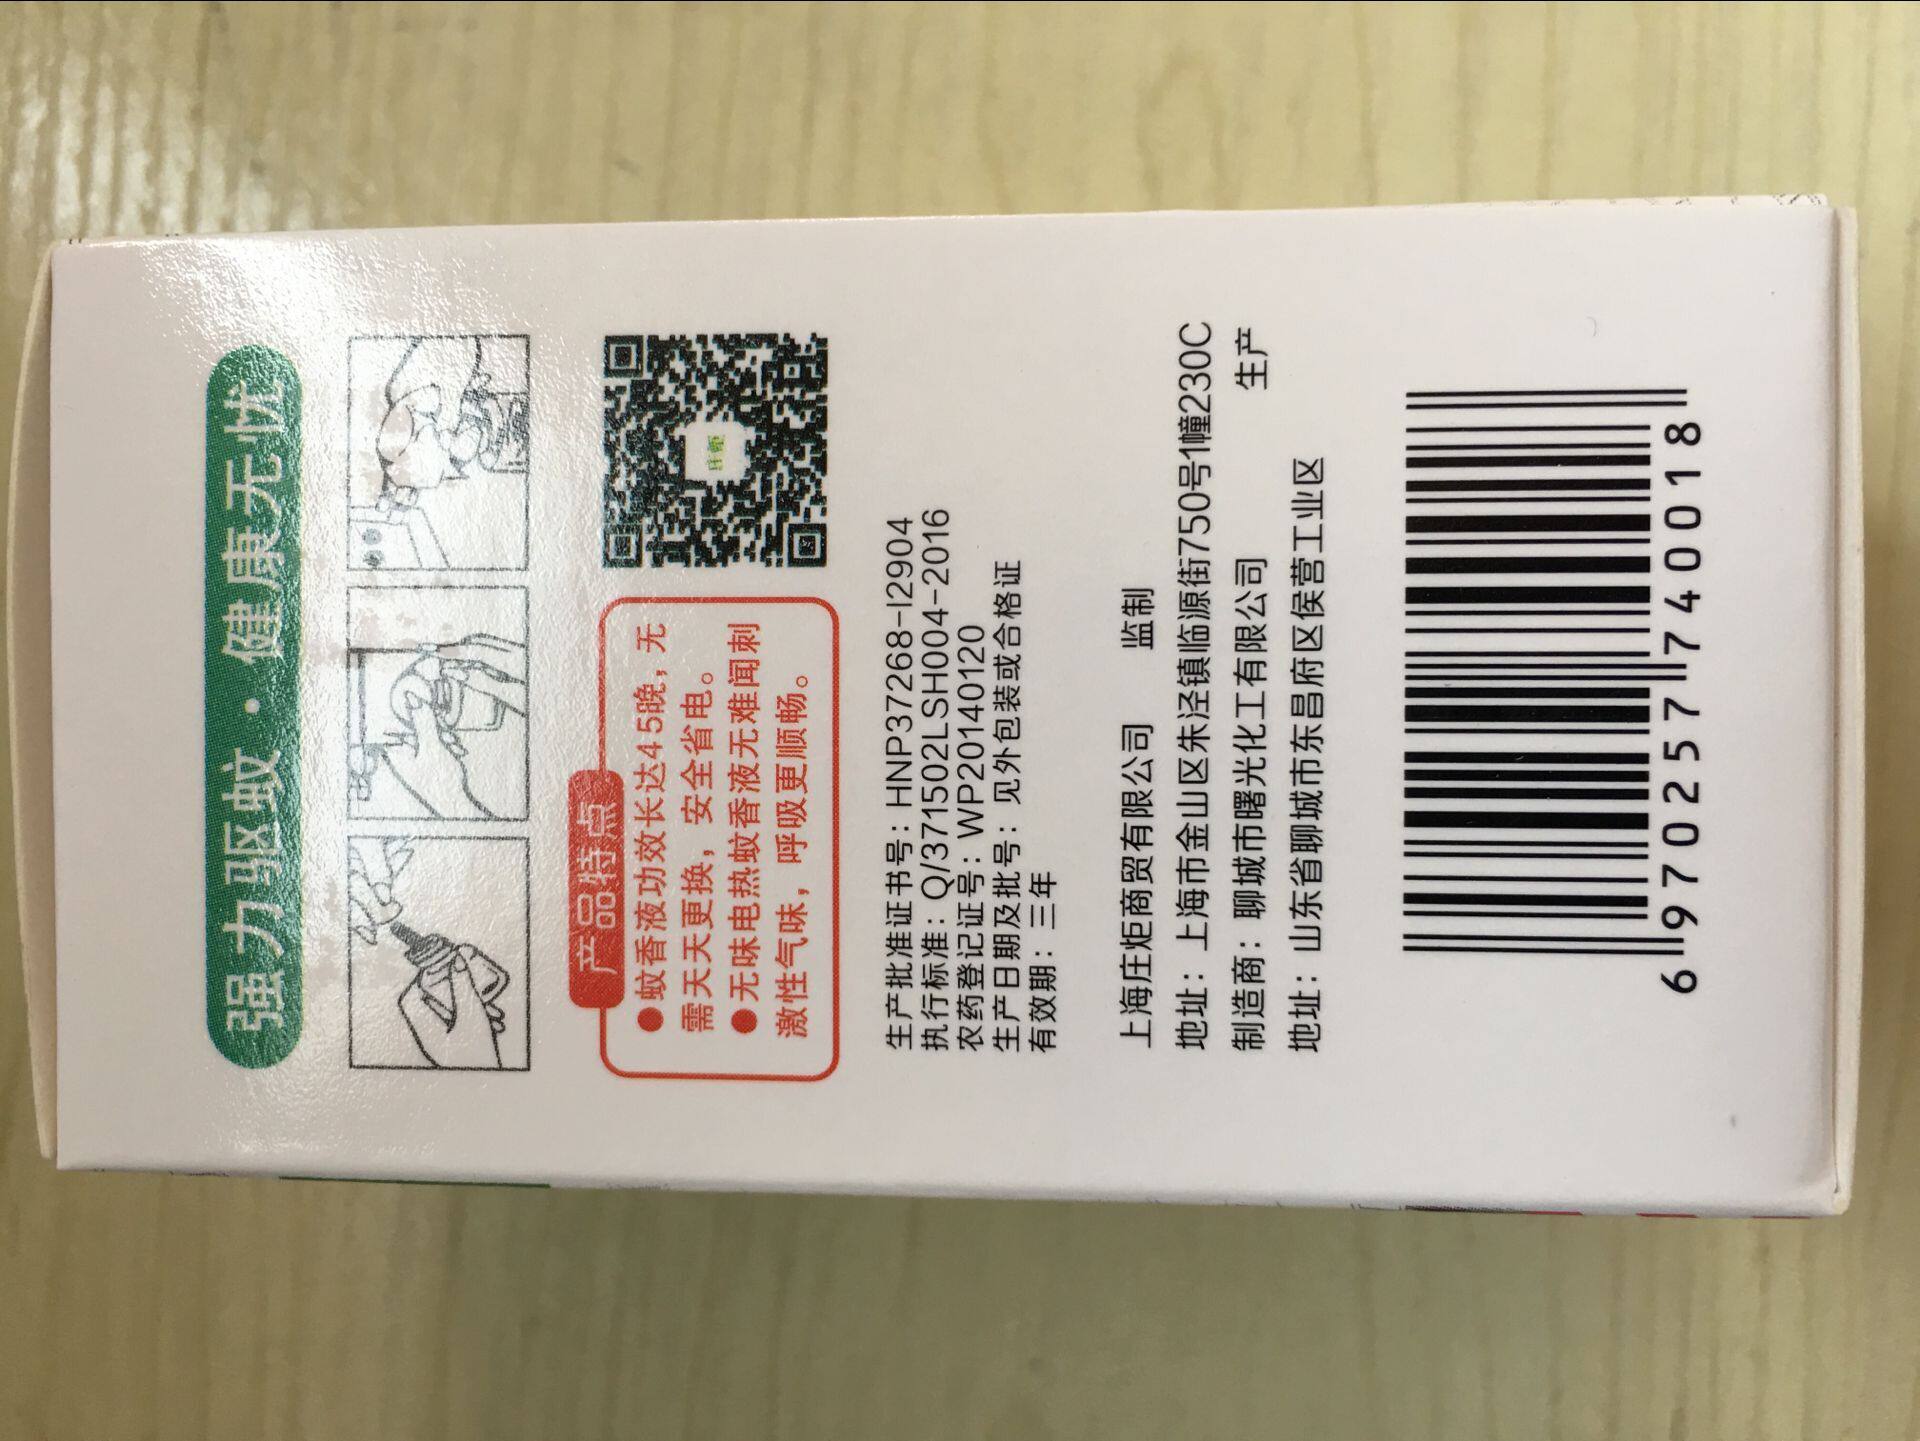 强力驱蚊·健康无忧
产品特点
●蚊香液功效长达45晚，无
需天天更换，安全省电。
●无味电热蚊香液无难闻刺
激性气味，呼吸更顺畅。
生产批准证书号：HNP37268-I2904
执行标准：Q/371502LSH004-2016
农药登记证号：WP20140120
生产日期及批号：见外包装或合格证
有效期：三年
上海庄炬商贸有限公司 监制
地址：上海市金山区朱泾镇临源街750号1幢230C
制造商：聊城市曙光化工有限公司 生产
地址：山东省聊城市东昌府区侯营工业区
6 970257 740018